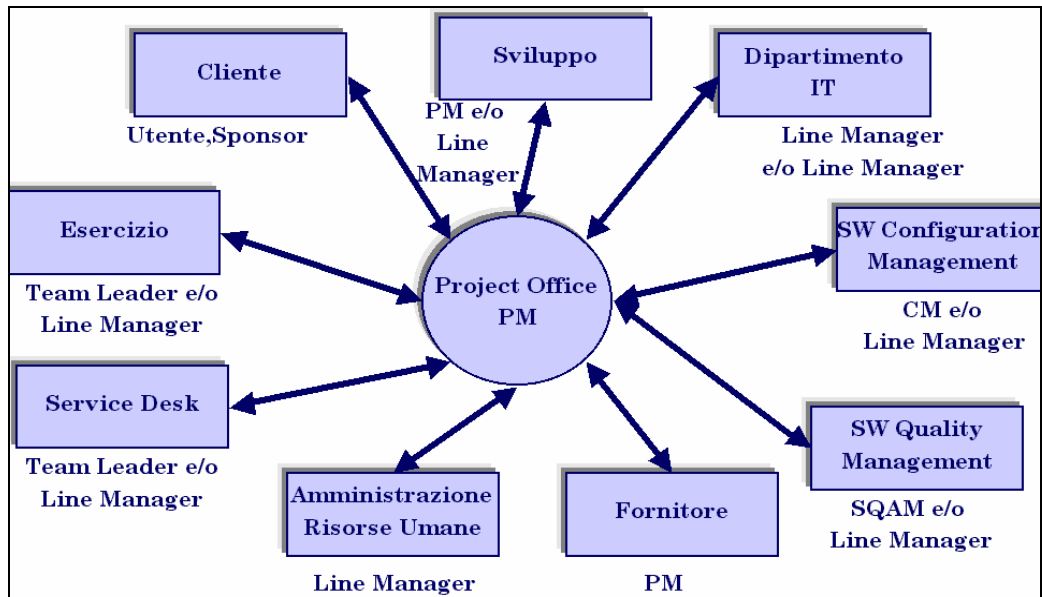 Cliente
Utente,Sponsor
Sviluppo
PM e/o
Line
Manager
Dipartimento
IT
Line Manager
e/o Line Manager
Esercizio
Team Leader e/o
Line Manager
Project Office
PM
SW Configuration
Management
CM e/o
Line Manager
Service Desk
Team Leader e/o
Line Manager
Amministrazione
Risorse Umane
Line Manager
Fornitore
PM
SW Quality
Management
SQAM e/o
Line Manager